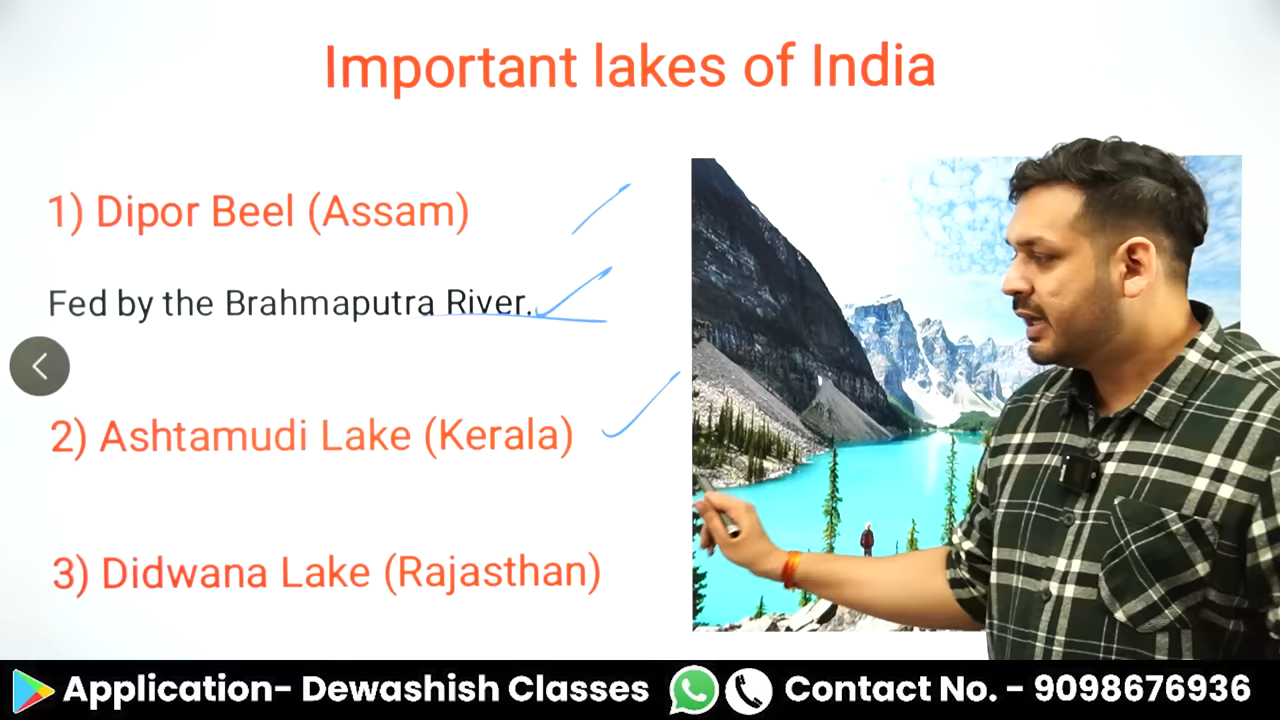 Important lakes of India
1) Dipor Beel (Assam)
Fed by the Brahmaputra River.
2) Ashtamudi Lake (Kerala)
3) Didwana Lake (Rajasthan)
Application- Dewashish Classes Contact No. - 9098676936